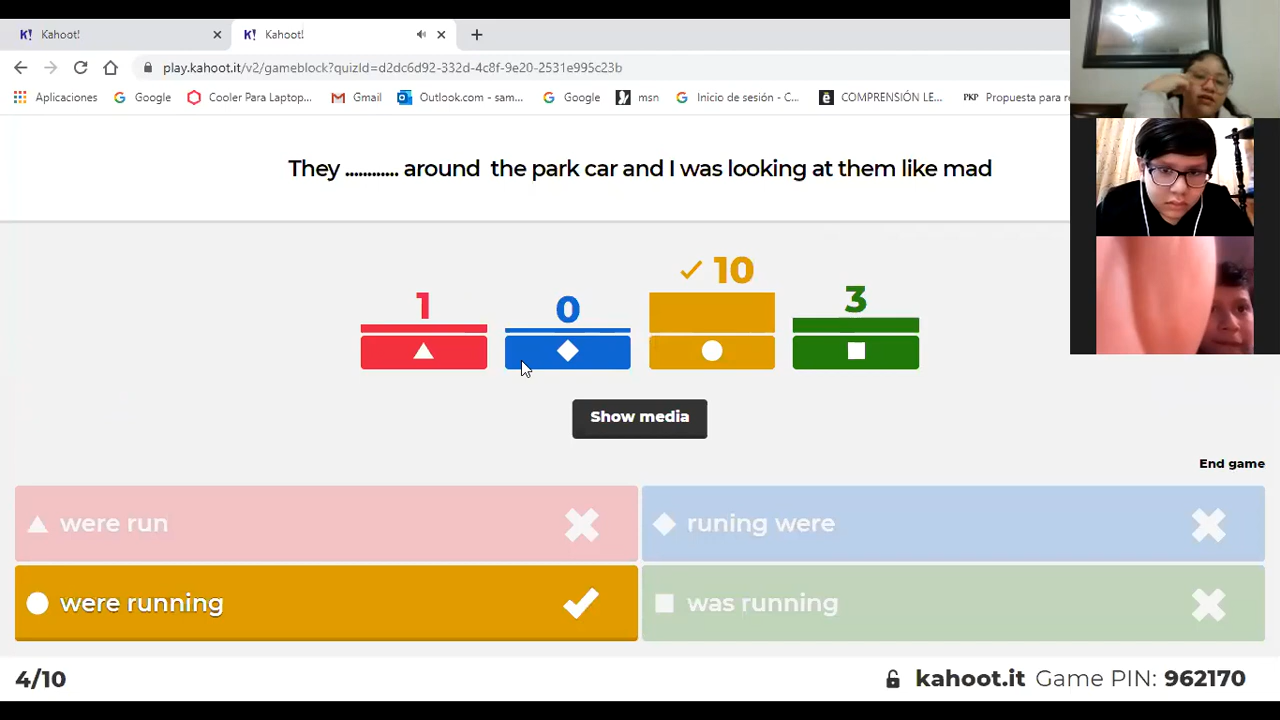 K! Kahoot! K! Kahoot!
play.kahoot.it/v2/gameblock?quizId=d2dc6d92-332d-4c8f-9e20-2531e995c23b
Aplicaciones Google Cooler Para Laptop... Gmail Outlook.com - sam... Google msn Inicio de sesión - C... COMPRENSIÓN LE... PKP Propuesta para re
They ............ around the park car and I was looking at them like mad
1 0 10 3
Show media
End game
were run runing were
were running was running
4/10 kahoot.it Game PIN: 962170